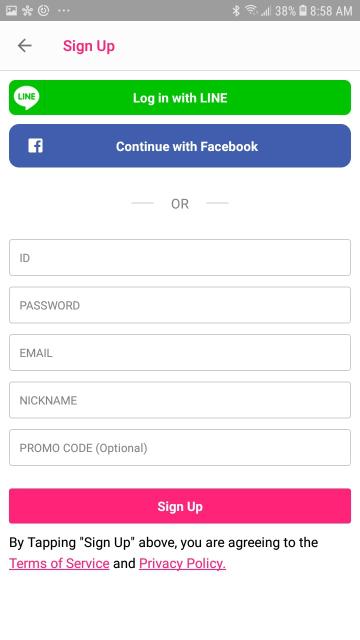 38% 8:58 AM
Sign Up
LINE
Log in with LINE
Continue with Facebook
OR
ID
PASSWORD
EMAIL
NICKNAME
PROMO CODE (Optional)
Sign Up
By Tapping "Sign Up" above, you are agreeing to the
Terms of Service and Privacy Policy.